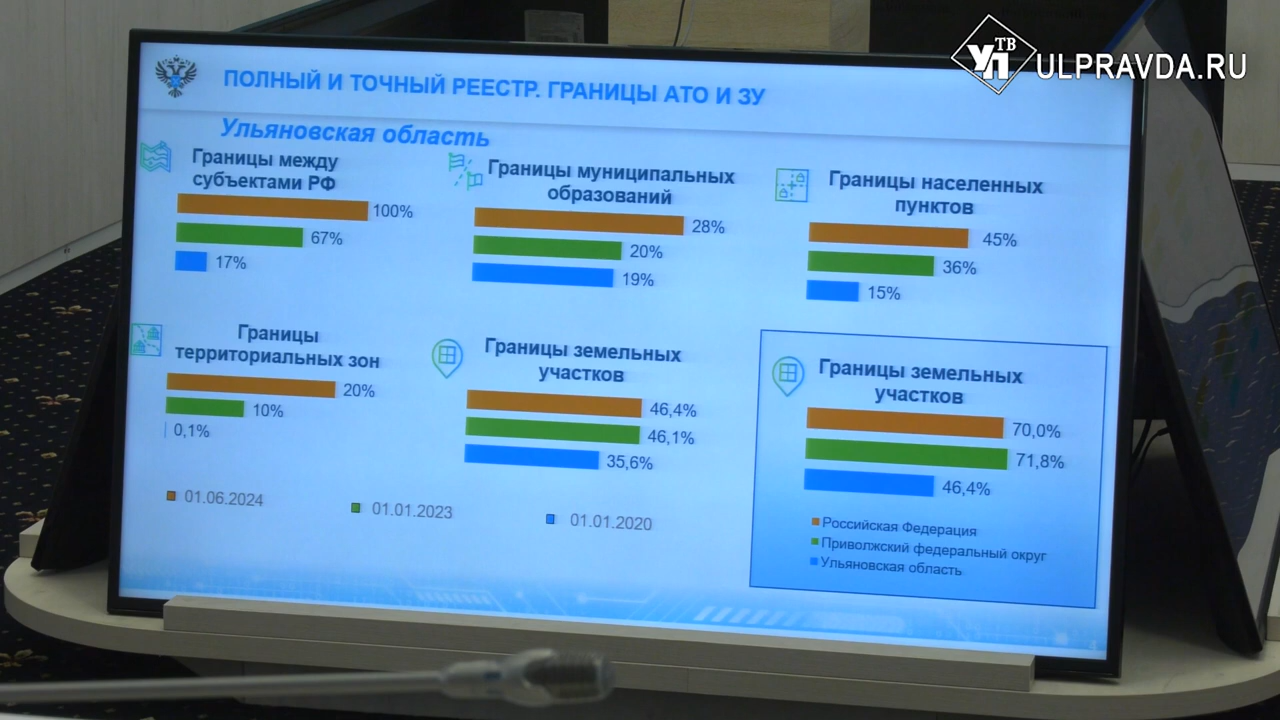 УП ТВ ULPRAVDA.RU
ПОЛНЫЙ И ТОЧНЫЙ РЕЕСТР. ГРАНИЦЫ АТО И ЗУ
Ульяновская область
Границы между
субъектами РФ
100%
67%
17%
Границы муниципальных
образований
28%
20%
19%
Границы населенных
пунктов
45%
36%
15%
Границы
территориальных зон
20%
10%
0,1%
Границы земельных
участков
46,4%
46,1%
35,6%
Границы земельных
участков
70,0%
71,8%
46,4%
Российская Федерация
Приволжский федеральный округ
Ульяновская область
01.06.2024
01.01.2023
01.01.2020